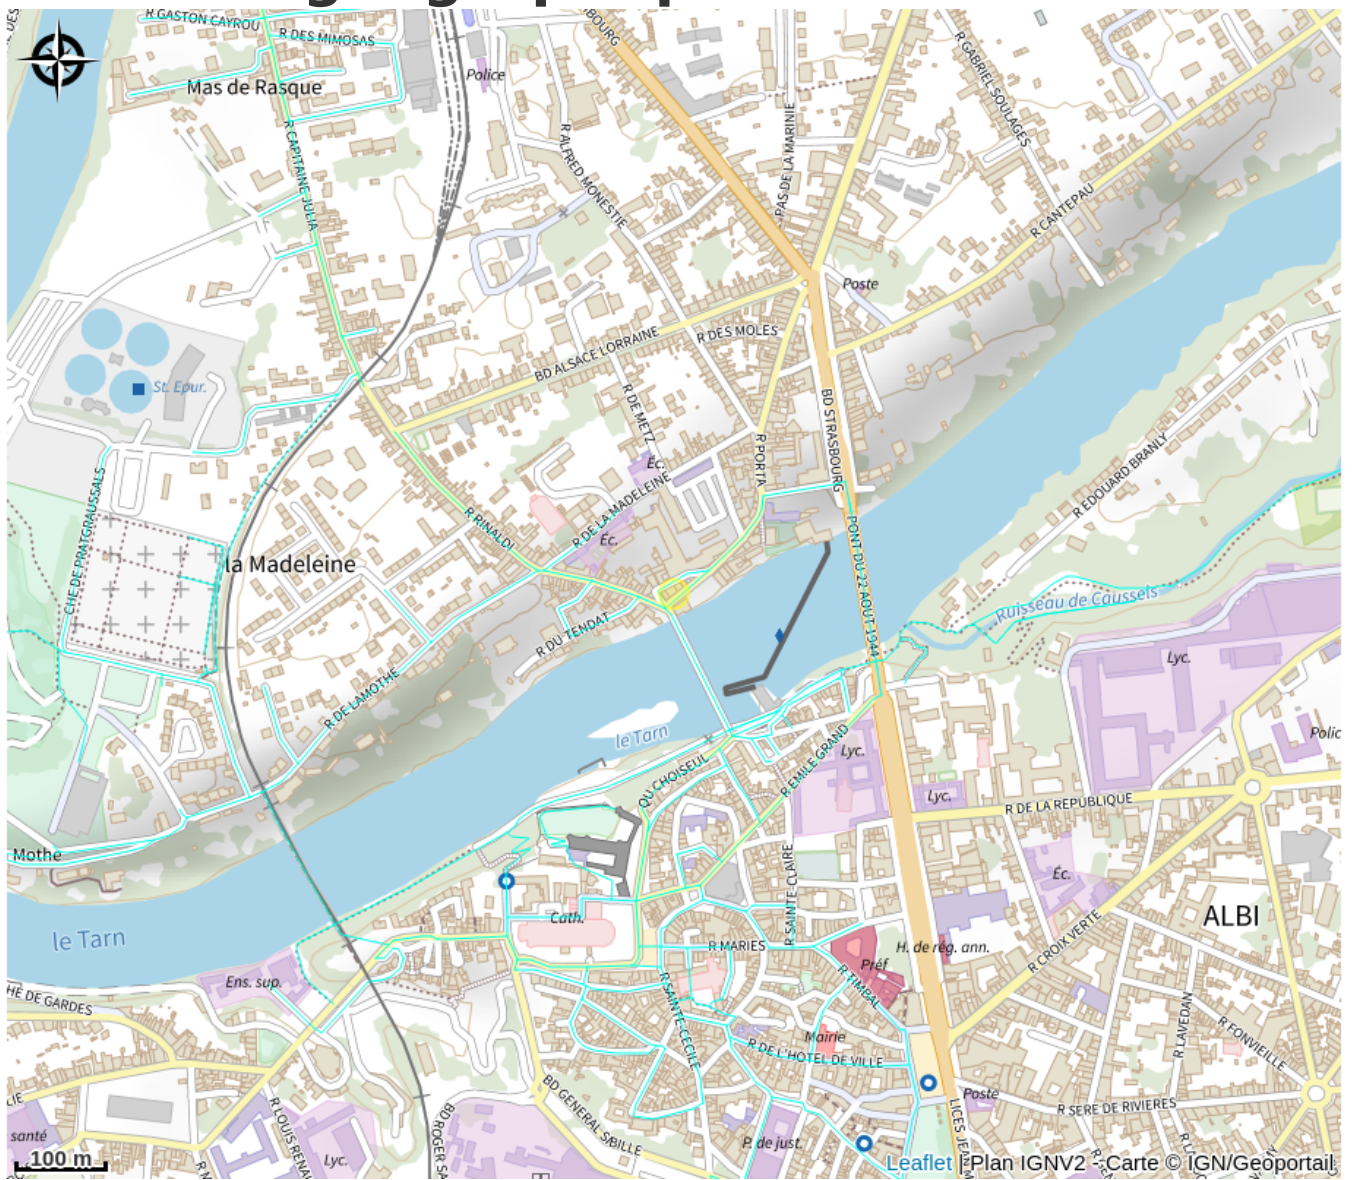 R GASTON CAYROU
R DES MIMOSAS
Mas de Rasque
Police
R CAPITAINE JULIA
R ALFRED MONESTIE
PAS DE LA MARINIE
R GABRIEL SOULAGES
R CANTEPAU
Poste
R DES MOLES
BD ALSACE LORRAINE
St. Epur.
R DE METZ
BD STRASBOURG
R PORTA
R EDOUARD BRANLY
Éc.
R DE LA MADELEINE
Éc.
R RINALDI
CHE DE PRATGRAUSSALS
la Madeleine
PONT DU 22 AOUT 1944
Ruisseau de Caussels
R DU TENDAT
Lyc.
R DE LAMOTHE
le Tarn
Lyc.
QU CHOISEUL
R EMILE GRAND
Lyc.
R DE LA REPUBLIQUE
Mothe
Éc.
R SAINTE-CLAIRE
ALBI
Cath.
le Tarn
R MARIES
H. de rég. ann.
R CROIX VERTE
Préf
R TIMBAL
Ens. sup.
HE DE GARDES
R SAINTE-CECILE
Mairie
R DE L'HOTEL DE VILLE
R LAVEDAN
R FONVIEILLE
BD GENERAL SIBILLE
Poste
R SERE DE RIVIERES
R LOUIS RENA
BD ROGER SA
LICES JEAN M
santé
Lyc.
P. de just.
100 m
Leaflet | Plan IGNV2 - Carte © IGN/Geoportail